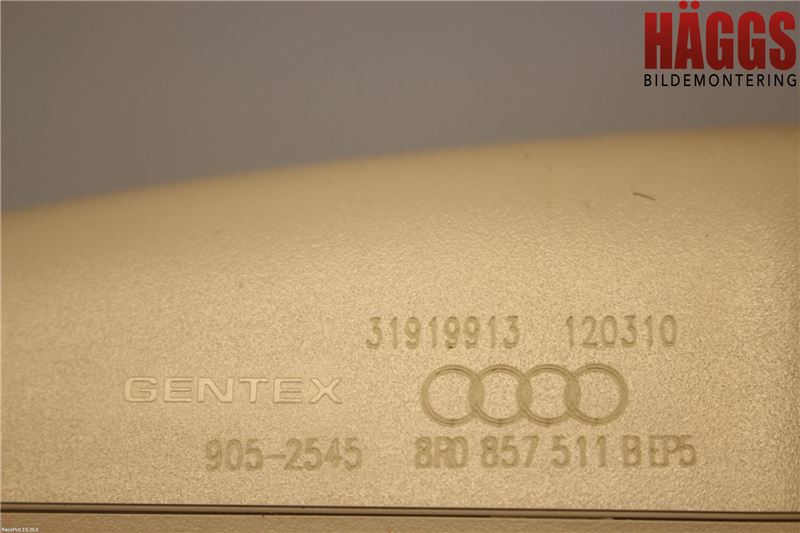 HÄGGS
BILDEMONTERING
31919913 120310
GENTEX
905-2545 8R0 857 511 B EP5